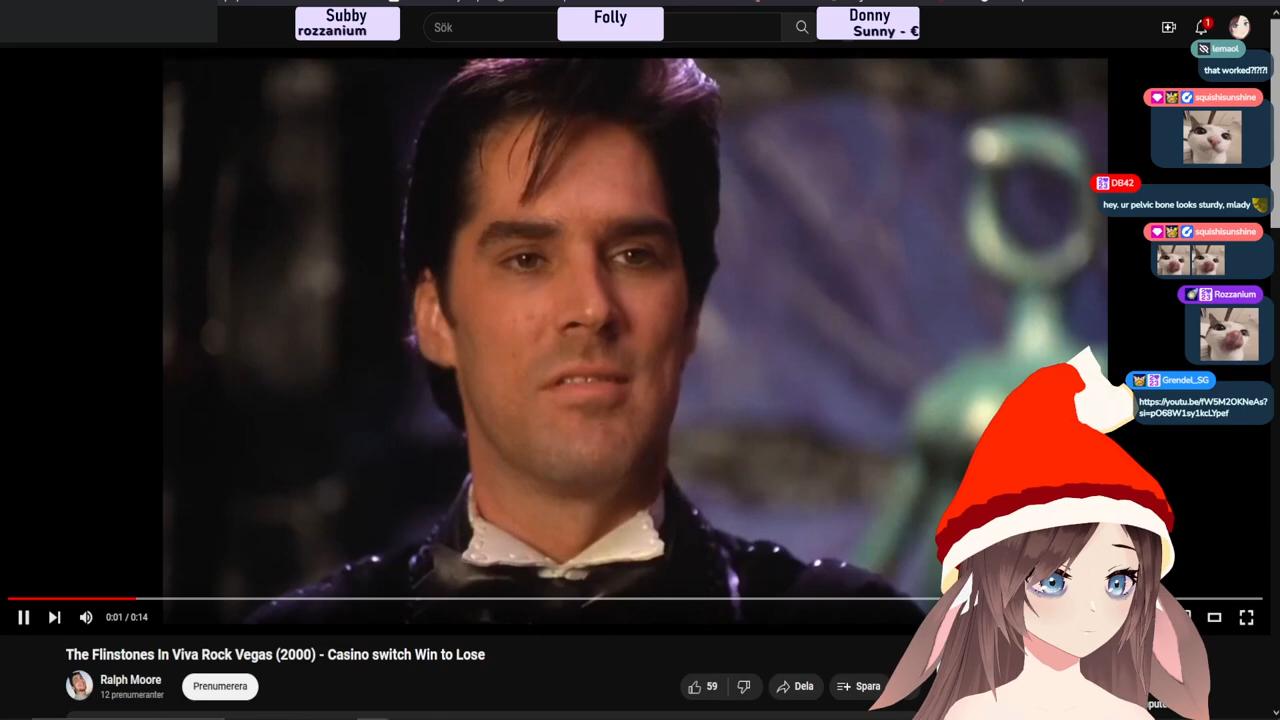 Subby
rozzanium
Sök
Folly
Donny
Sunny - €
1
lemaol
that worked?!?!?!
squishisunshine
DB42
hey. ur pelvic bone looks sturdy, mlady
squishisunshine
Rozzanium
Grendel_SG
https://youtu.be/fW5M2OKNeAs?
si=pO68W1sy1kcLYpef
0:01 / 0:14
The Flinstones In Viva Rock Vegas (2000) - Casino switch Win to Lose
Ralph Moore
12 prenumeranter
Prenumerera
59
Dela
Spara